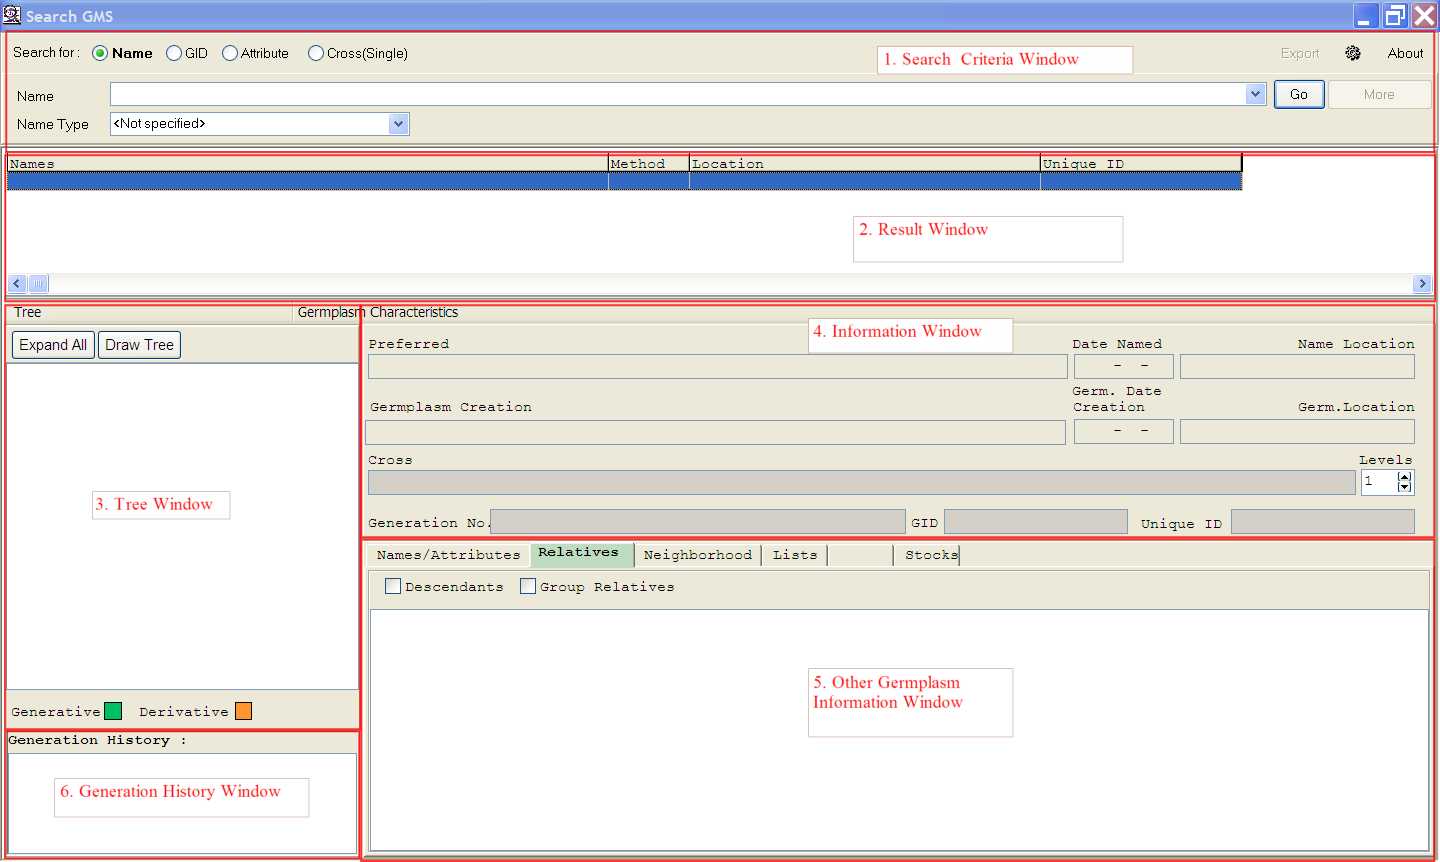 Search GMS
Search for : Name GID Attribute Cross(Single) 1. Search Criteria Window Export About
Name Go More
Name Type <Not specified>
Names Method Location Unique ID
2. Result Window
Tree Germplasm Characteristics
Expand All Draw Tree
4. Information Window
Preferred Date Named Name Location
- -
Germplasm Creation Germ. Date Creation Germ.Location
- -
Cross Levels
1
3. Tree Window
Generation No. GID Unique ID
Names/Attributes Relatives Neighborhood Lists Stocks
Descendants Group Relatives
5. Other Germplasm
Information Window
Generative Derivative
Generation History :
6. Generation History Window